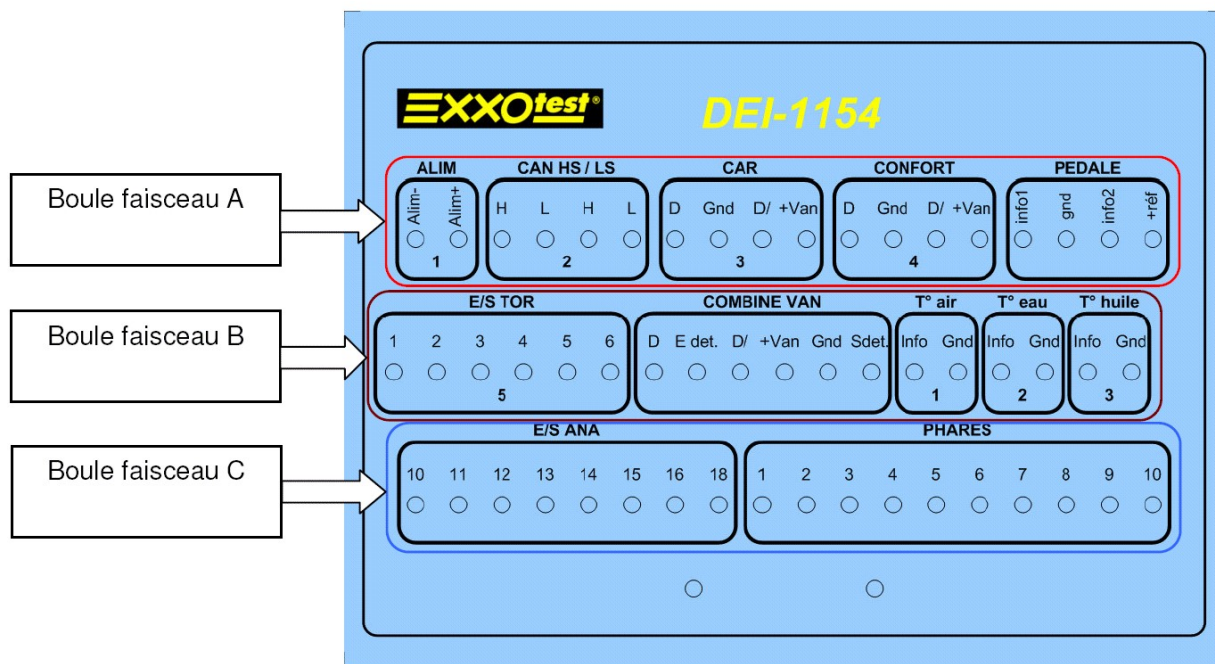 EXXOtest®
DEI-1154
Boule faisceau A
ALIM CAN HS / LS CAR CONFORT PEDALE
Alim- Alim+ H L H L D Gnd D/ +Van D Gnd D/ +Van info1 gnd info2 +réf
1 2 3 4
Boule faisceau B
E/S TOR COMBINE VAN T° air T° eau T° huile
1 2 3 4 5 6 D E det. D/ +Van Gnd Sdet. Info Gnd Info Gnd Info Gnd
5 1 2 3
Boule faisceau C
E/S ANA PHARES
10 11 12 13 14 15 16 18 1 2 3 4 5 6 7 8 9 10